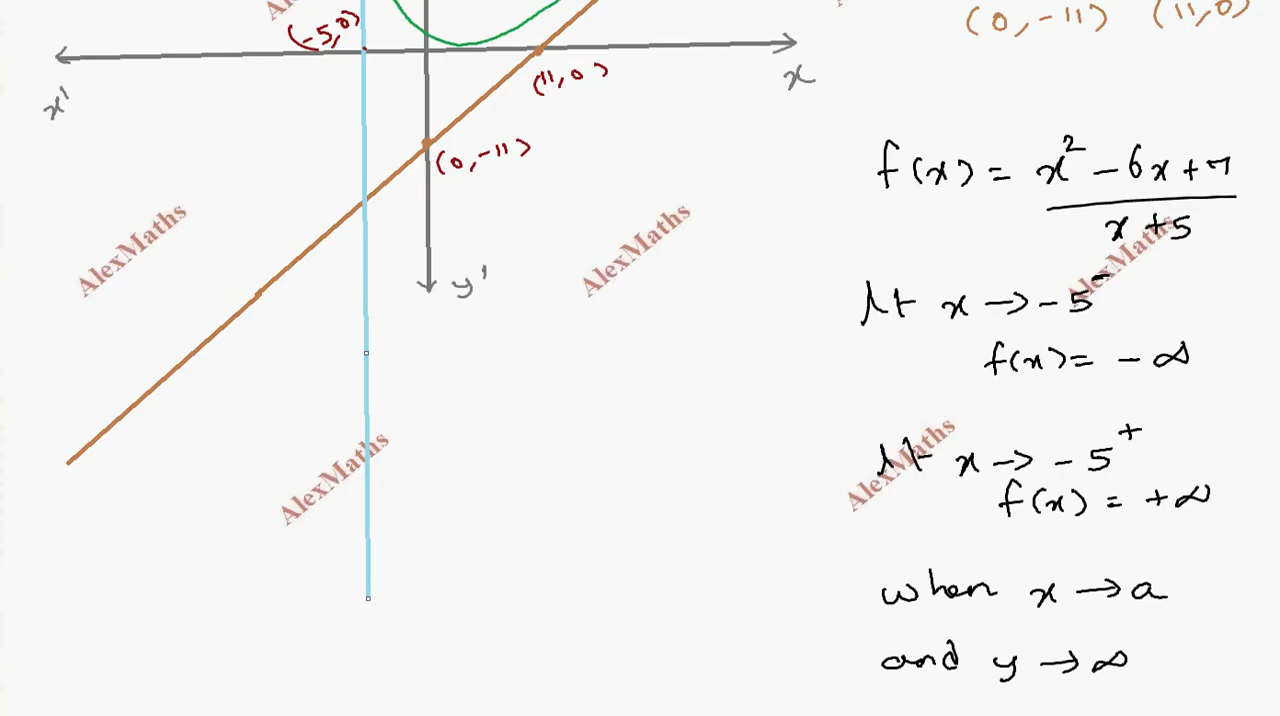 (-5,0)
(0, -11) (11,0)
x'
x
(11,0)
(0,-11)
y'
f(x) = x² - 6x + 7
x + 5
lt x → -5⁻
f(x) = - ∞
lt x → -5⁺
f(x) = + ∞
when x → a
and y → ∞
AlexMaths
AlexMaths
AlexMaths
AlexMaths
AlexMaths